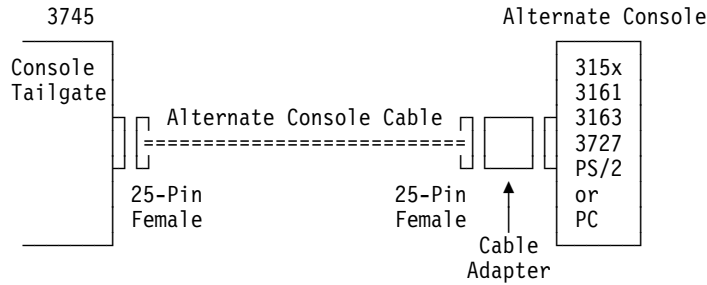 3745
Alternate Console
Console
Tailgate
Alternate Console Cable
315x
3161
3163
3727
PS/2
or
PC
25-Pin
Female
25-Pin
Female
Cable
Adapter